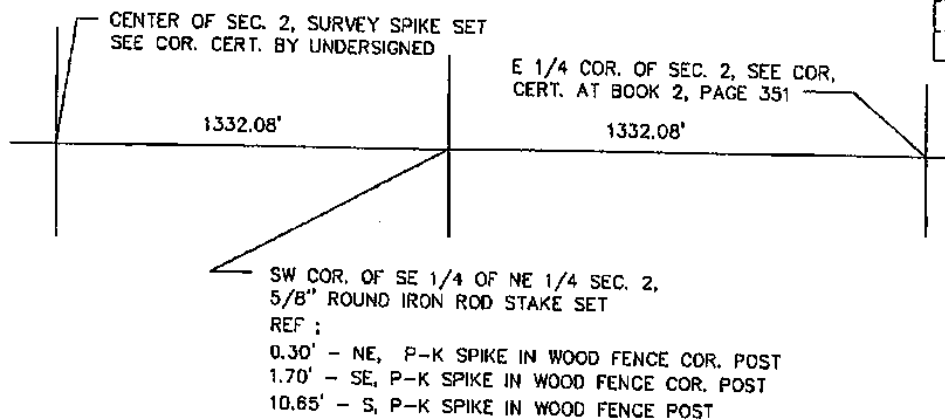 CENTER OF SEC. 2, SURVEY SPIKE SET
SEE COR. CERT. BY UNDERSIGNED
E 1/4 COR. OF SEC. 2, SEE COR,
CERT. AT BOOK 2, PAGE 351
1332.08'
1332.08'
SW COR. OF SE 1/4 OF NE 1/4 SEC. 2,
5/8" ROUND IRON ROD STAKE SET
REF :
0.30' - NE, P-K SPIKE IN WOOD FENCE COR. POST
1.70' - SE, P-K SPIKE IN WOOD FENCE COR. POST
10.65' - S, P-K SPIKE IN WOOD FENCE POST